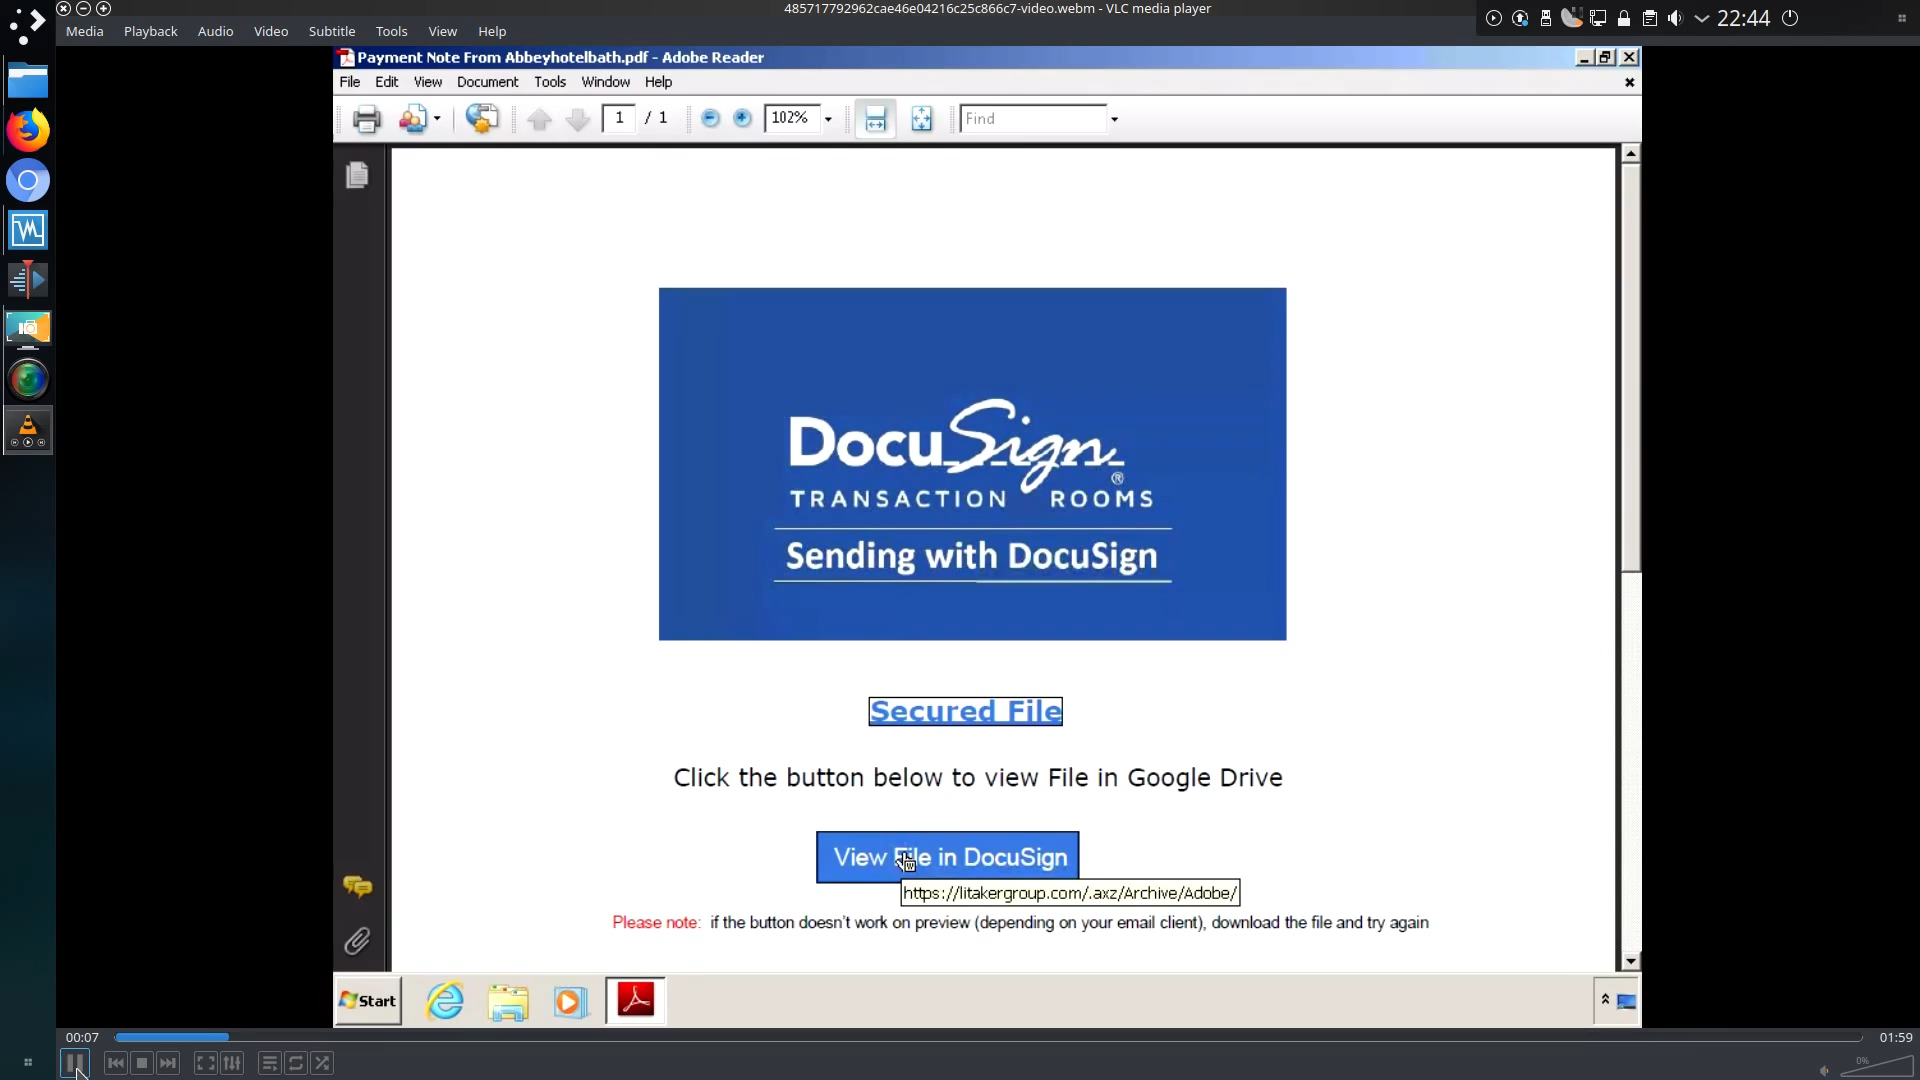 485717792962cae46e04216c25c866c7-video.webm - VLC media player
22:44
Media Playback Audio Video Subtitle Tools View Help
Payment Note From Abbeyhotelbath.pdf - Adobe Reader
File Edit View Document Tools Window Help
1 / 1 102% Find
DocuSign®
TRANSACTION ROOMS
Sending with DocuSign
Secured File
Click the button below to view File in Google Drive
View File in DocuSign
https://litakergroup.com/.axz/Archive/Adobe/
Please note: if the button doesn't work on preview (depending on your email client), download the file and try again
Start
00:07 01:59
0%